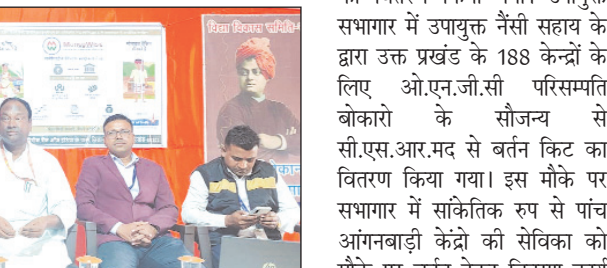 विद्या विकास समिति
सभागार में उपायुक्त नैंसी सहाय के
द्वारा उक्त प्रखंड के 188 केन्द्रों के
लिए ओ.एन.जी.सी परिसम्पति
बोकारो के सौजन्य से
सी.एस.आर.मद से बर्तन किट का
वितरण किया गया। इस मौके पर
सभागार में सांकेतिक रुप से पांच
आंगनबाड़ी केंद्रो की सेविका को